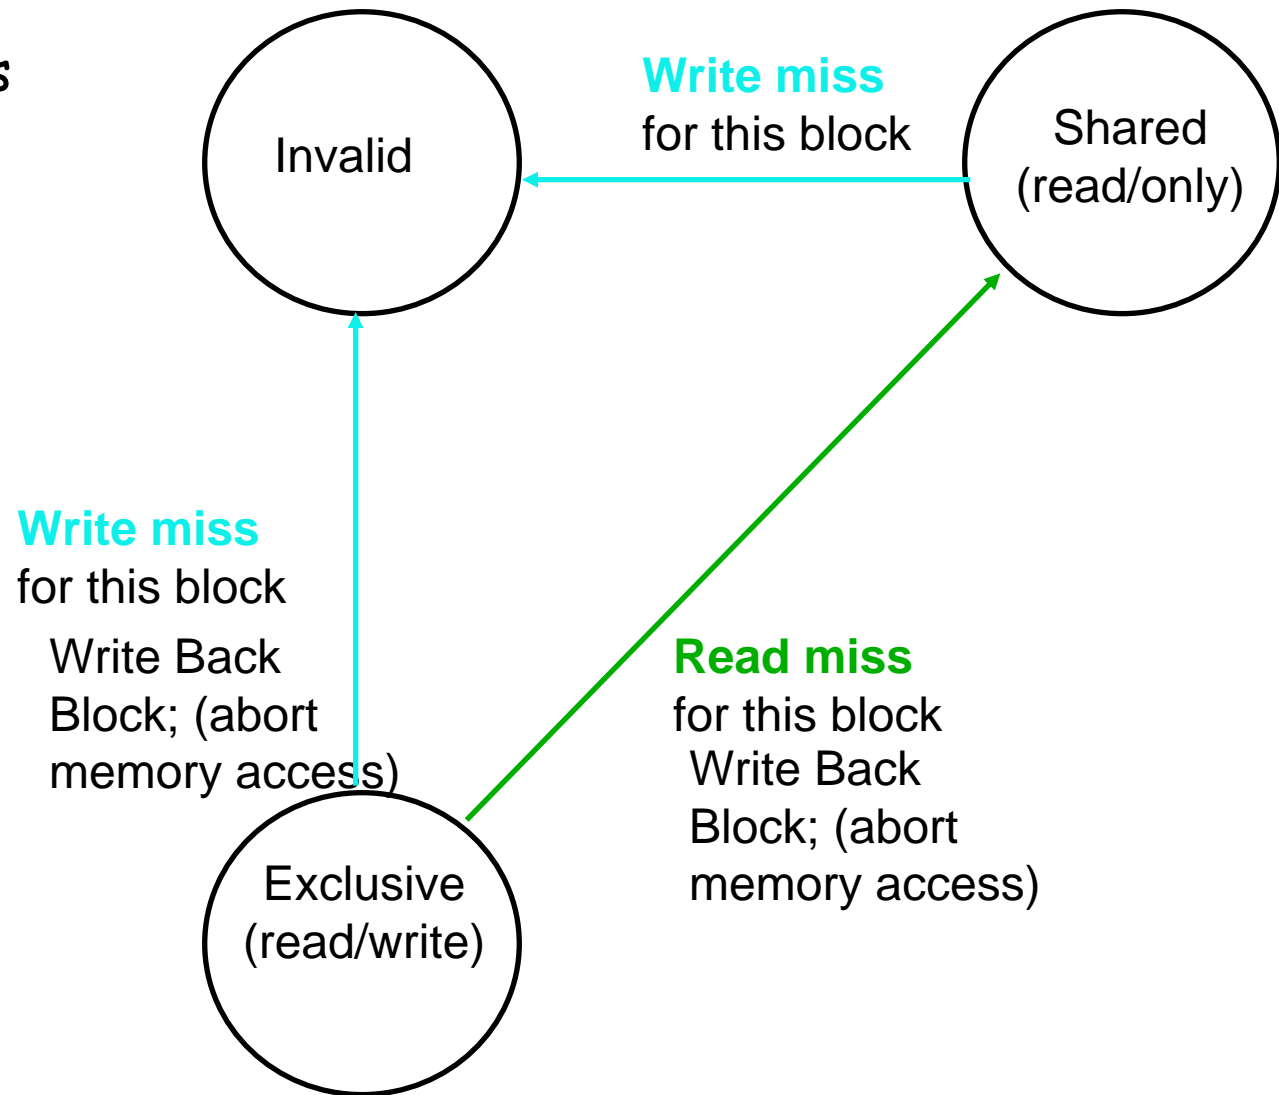 s
Invalid
Write miss
for this block
Shared
(read/only)
Write miss
for this block
Write Back
Block; (abort
memory access)
Read miss
for this block
Write Back
Block; (abort
memory access)
Exclusive
(read/write)